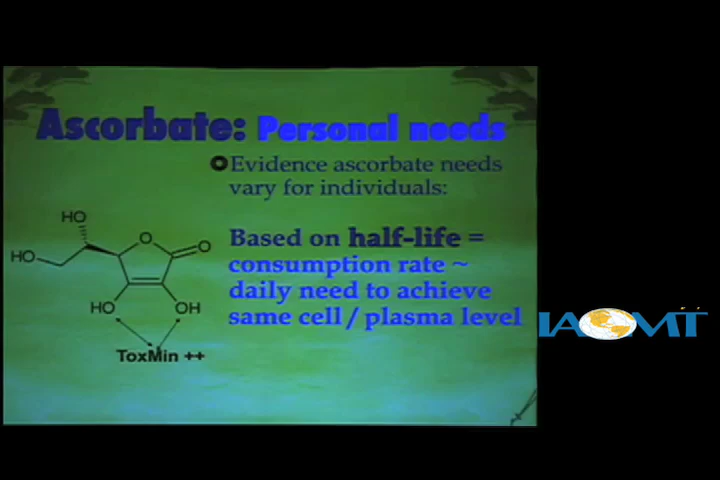 Ascorbate: Personal needs
Evidence ascorbate needs
vary for individuals:
Based on half-life =
consumption rate ~
daily need to achieve
same cell / plasma level
HO
HO
O
O
HO
OH
ToxMin ++
IAOMT